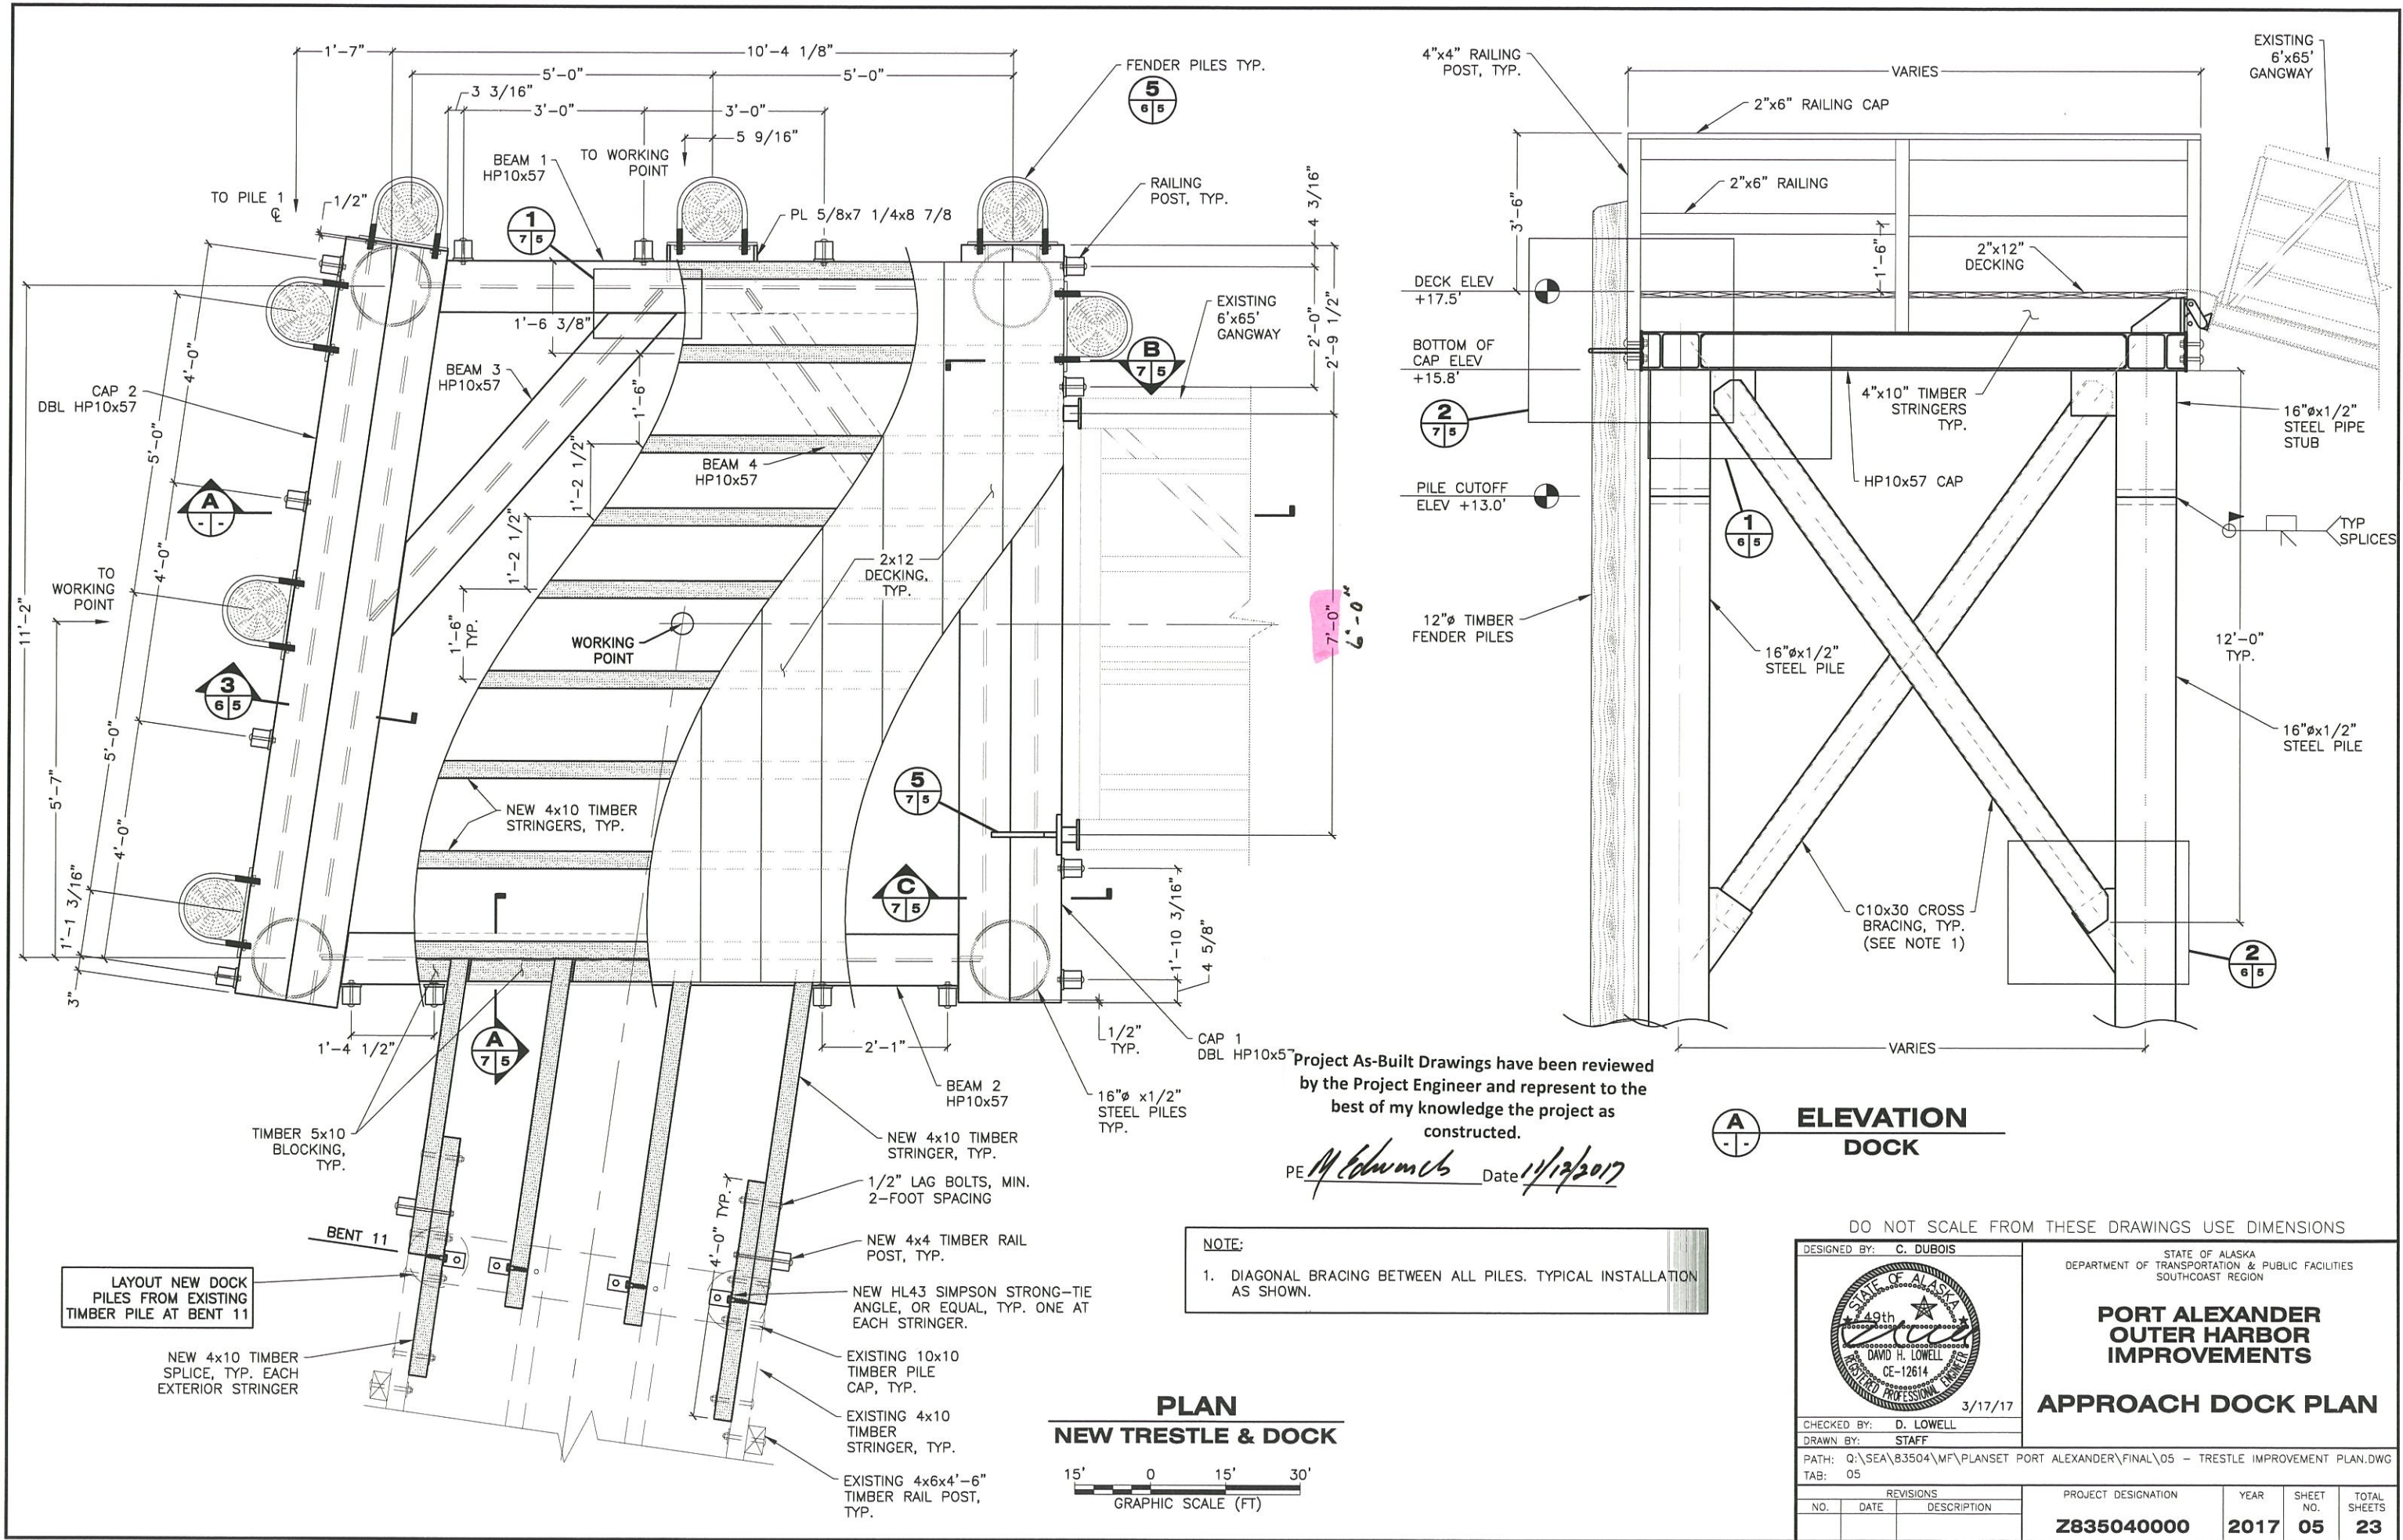 1'-7"
10'-4 1/8"
5'-0"
5'-0"
3 3/16"
3'-0"
3'-0"
5 9/16"
FENDER PILES TYP.
5
6 5
BEAM 1
HP10x57
TO WORKING
POINT
TO PILE 1
℄
1/2"
1
7 5
PL 5/8x7 1/4x8 7/8
RAILING
POST, TYP.
4 3/16"
2'-0"
2'-9 1/2"
1'-6 3/8"
EXISTING
6'x65'
GANGWAY
B
7 5
4'-0"
5'-0"
CAP 2
DBL HP10x57
BEAM 3
HP10x57
1'-6"
1'-2 1/2"
BEAM 4
HP10x57
A
- -
1'-2 1/2"
4'-0"
11'-2"
TO
WORKING
POINT
2x12
DECKING,
TYP.
1'-6"
TYP.
WORKING
POINT
7'-0"
6'-0"
3
6 5
5'-0"
5'-7"
4'-0"
5
7 5
NEW 4x10 TIMBER
STRINGERS, TYP.
C
7 5
1'-1 3/16"
3"
1'-10 3/16"
4 5/8"
1'-4 1/2"
A
7 5
2'-1"
1/2"
TYP.
CAP 1
DBL HP10x57
BEAM 2
HP10x57
16"ø x1/2"
STEEL PILES
TYP.
TIMBER 5x10
BLOCKING,
TYP.
NEW 4x10 TIMBER
STRINGER, TYP.
1/2" LAG BOLTS, MIN.
2-FOOT SPACING
4'-0" TYP.
BENT 11
NEW 4x4 TIMBER RAIL
POST, TYP.
LAYOUT NEW DOCK
PILES FROM EXISTING
TIMBER PILE AT BENT 11
NEW HL43 SIMPSON STRONG-TIE
ANGLE, OR EQUAL, TYP. ONE AT
EACH STRINGER.
NEW 4x10 TIMBER
SPLICE, TYP. EACH
EXTERIOR STRINGER
EXISTING 10x10
TIMBER PILE
CAP, TYP.
EXISTING 4x10
TIMBER
STRINGER, TYP.
EXISTING 4x6x4'-6"
TIMBER RAIL POST,
TYP.
PLAN
NEW TRESTLE & DOCK
15' 0 15' 30'
GRAPHIC SCALE (FT)
4"x4" RAILING
POST, TYP.
VARIES
EXISTING
6'x65'
GANGWAY
2"x6" RAILING CAP
2"x6" RAILING
3'-6"
1'-6"
2"x12"
DECKING
DECK ELEV
+17.5'
BOTTOM OF
CAP ELEV
+15.8'
2
7 5
4"x10" TIMBER
STRINGERS
TYP.
16"øx1/2"
STEEL PIPE
STUB
HP10x57 CAP
PILE CUTOFF
ELEV +13.0'
1
6 5
TYP
SPLICES
12"ø TIMBER
FENDER PILES
16"øx1/2"
STEEL PILE
12'-0"
TYP.
16"øx1/2"
STEEL PILE
C10x30 CROSS
BRACING, TYP.
(SEE NOTE 1)
2
6 5
VARIES
A
- -
ELEVATION
DOCK
Project As-Built Drawings have been reviewed
by the Project Engineer and represent to the
best of my knowledge the project as
constructed.
PE M Edwards Date 11/12/2017
NOTE:
1. DIAGONAL BRACING BETWEEN ALL PILES. TYPICAL INSTALLATION
AS SHOWN.
DO NOT SCALE FROM THESE DRAWINGS USE DIMENSIONS
DESIGNED BY: C. DUBOIS
STATE OF ALASKA
49th
DAVID H. LOWELL
CE-12614
REGISTERED PROFESSIONAL ENGINEER
3/17/17
CHECKED BY: D. LOWELL
DRAWN BY: STAFF
STATE OF ALASKA
DEPARTMENT OF TRANSPORTATION & PUBLIC FACILITIES
SOUTHCOAST REGION
PORT ALEXANDER
OUTER HARBOR
IMPROVEMENTS
APPROACH DOCK PLAN
PATH: Q:\SEA\83504\MF\PLANSET PORT ALEXANDER\FINAL\05 - TRESTLE IMPROVEMENT PLAN.DWG
TAB: 05
REVISIONS
NO. DATE DESCRIPTION
PROJECT DESIGNATION
Z835040000
YEAR
2017
SHEET
NO.
05
TOTAL
SHEETS
23